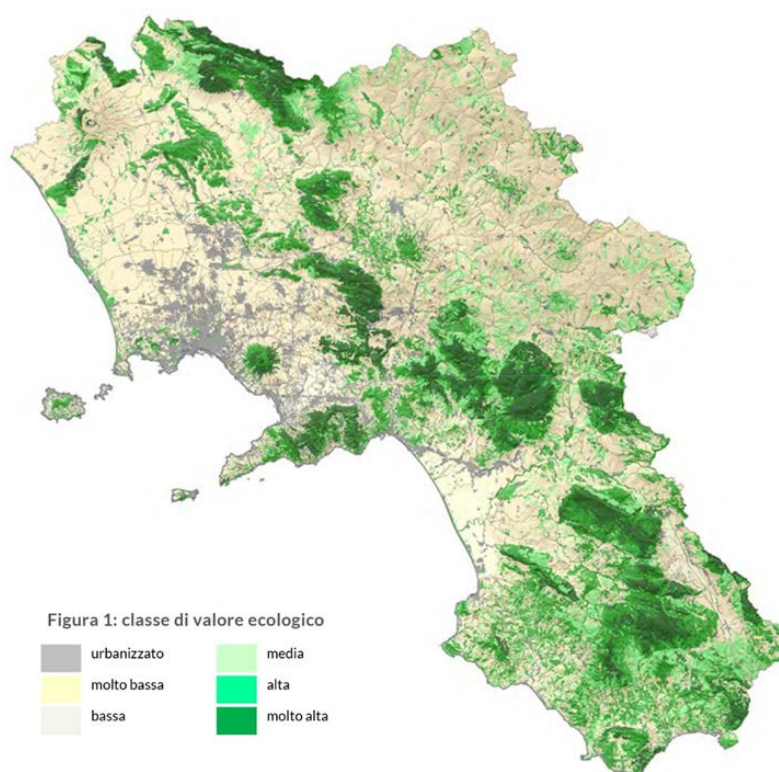 Figura 1: classe di valore ecologico
urbanizzato
molto bassa
bassa
media
alta
molto alta